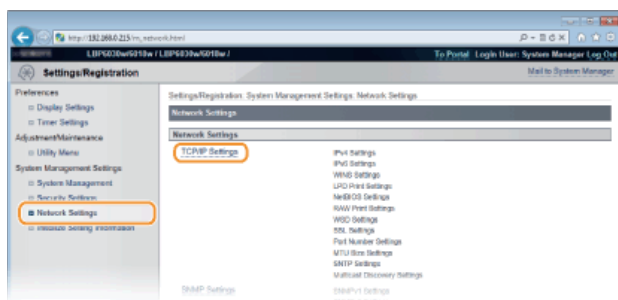 http://192.168.0.215/m_network.html
LBP6030w/6018w / LBP6030w/6018w /
To Portal Login User: System Manager Log Out
Settings/Registration
Mail to System Manager
Preferences
Display Settings
Timer Settings
Adjustment/Maintenance
Utility Menu
System Management Settings
System Management
Security Settings
Network Settings
Initialize Setting Information
Settings/Registration: System Management Settings: Network Settings
Network Settings
Network Settings
TCP/IP Settings
IPv4 Settings
IPv6 Settings
WINS Settings
LPD Print Settings
NetBIOS Settings
RAW Print Settings
WSD Settings
SSL Settings
Port Number Settings
MTU Size Settings
SNTP Settings
Multicast Discovery Settings
SNMP Settings
SNMPv1 Settings